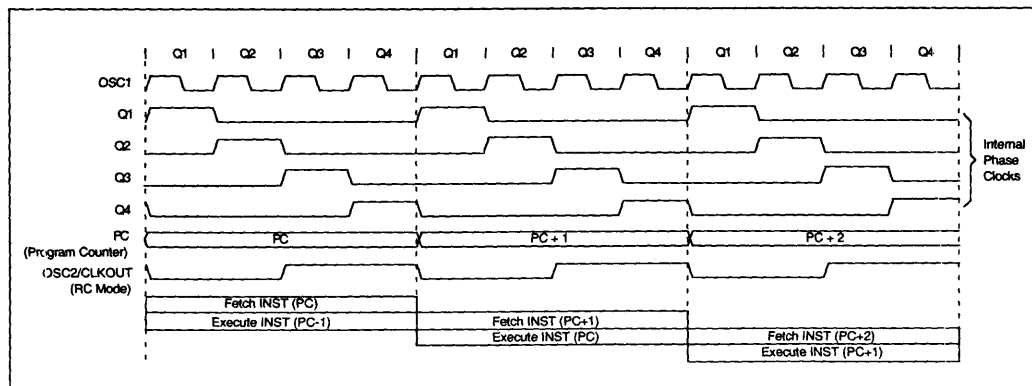 Q1 | Q2 | Q3 | Q4 | Q1 | Q2 | Q3 | Q4 | Q1 | Q2 | Q3 | Q4
OSC1
Q1
Q2
Q3
Q4
Internal
Phase
Clocks
PC
(Program Counter)
PC
PC + 1
PC + 2
OSC2/CLKOUT
(RC Mode)
Fetch INST (PC)
Execute INST (PC-1)
Fetch INST (PC+1)
Execute INST (PC)
Fetch INST (PC+2)
Execute INST (PC+1)